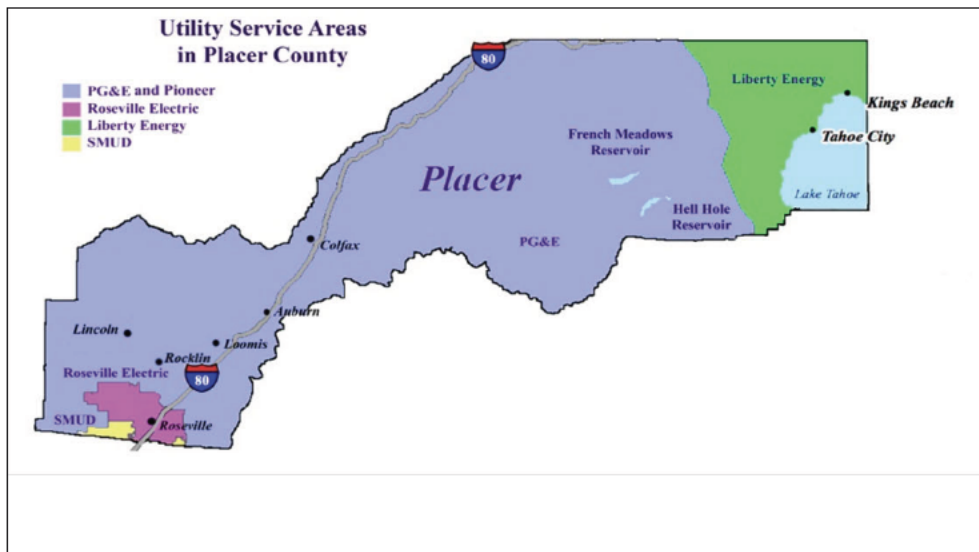 Utility Service Areas
in Placer County
PG&E and Pioneer
Roseville Electric
Liberty Energy
SMUD
80
Liberty Energy
Kings Beach
Tahoe City
French Meadows
Reservoir
Placer
Lake Tahoe
Hell Hole
Reservoir
PG&E
Colfax
Auburn
Lincoln
Loomis
Rocklin
Roseville Electric
80
SMUD
Roseville